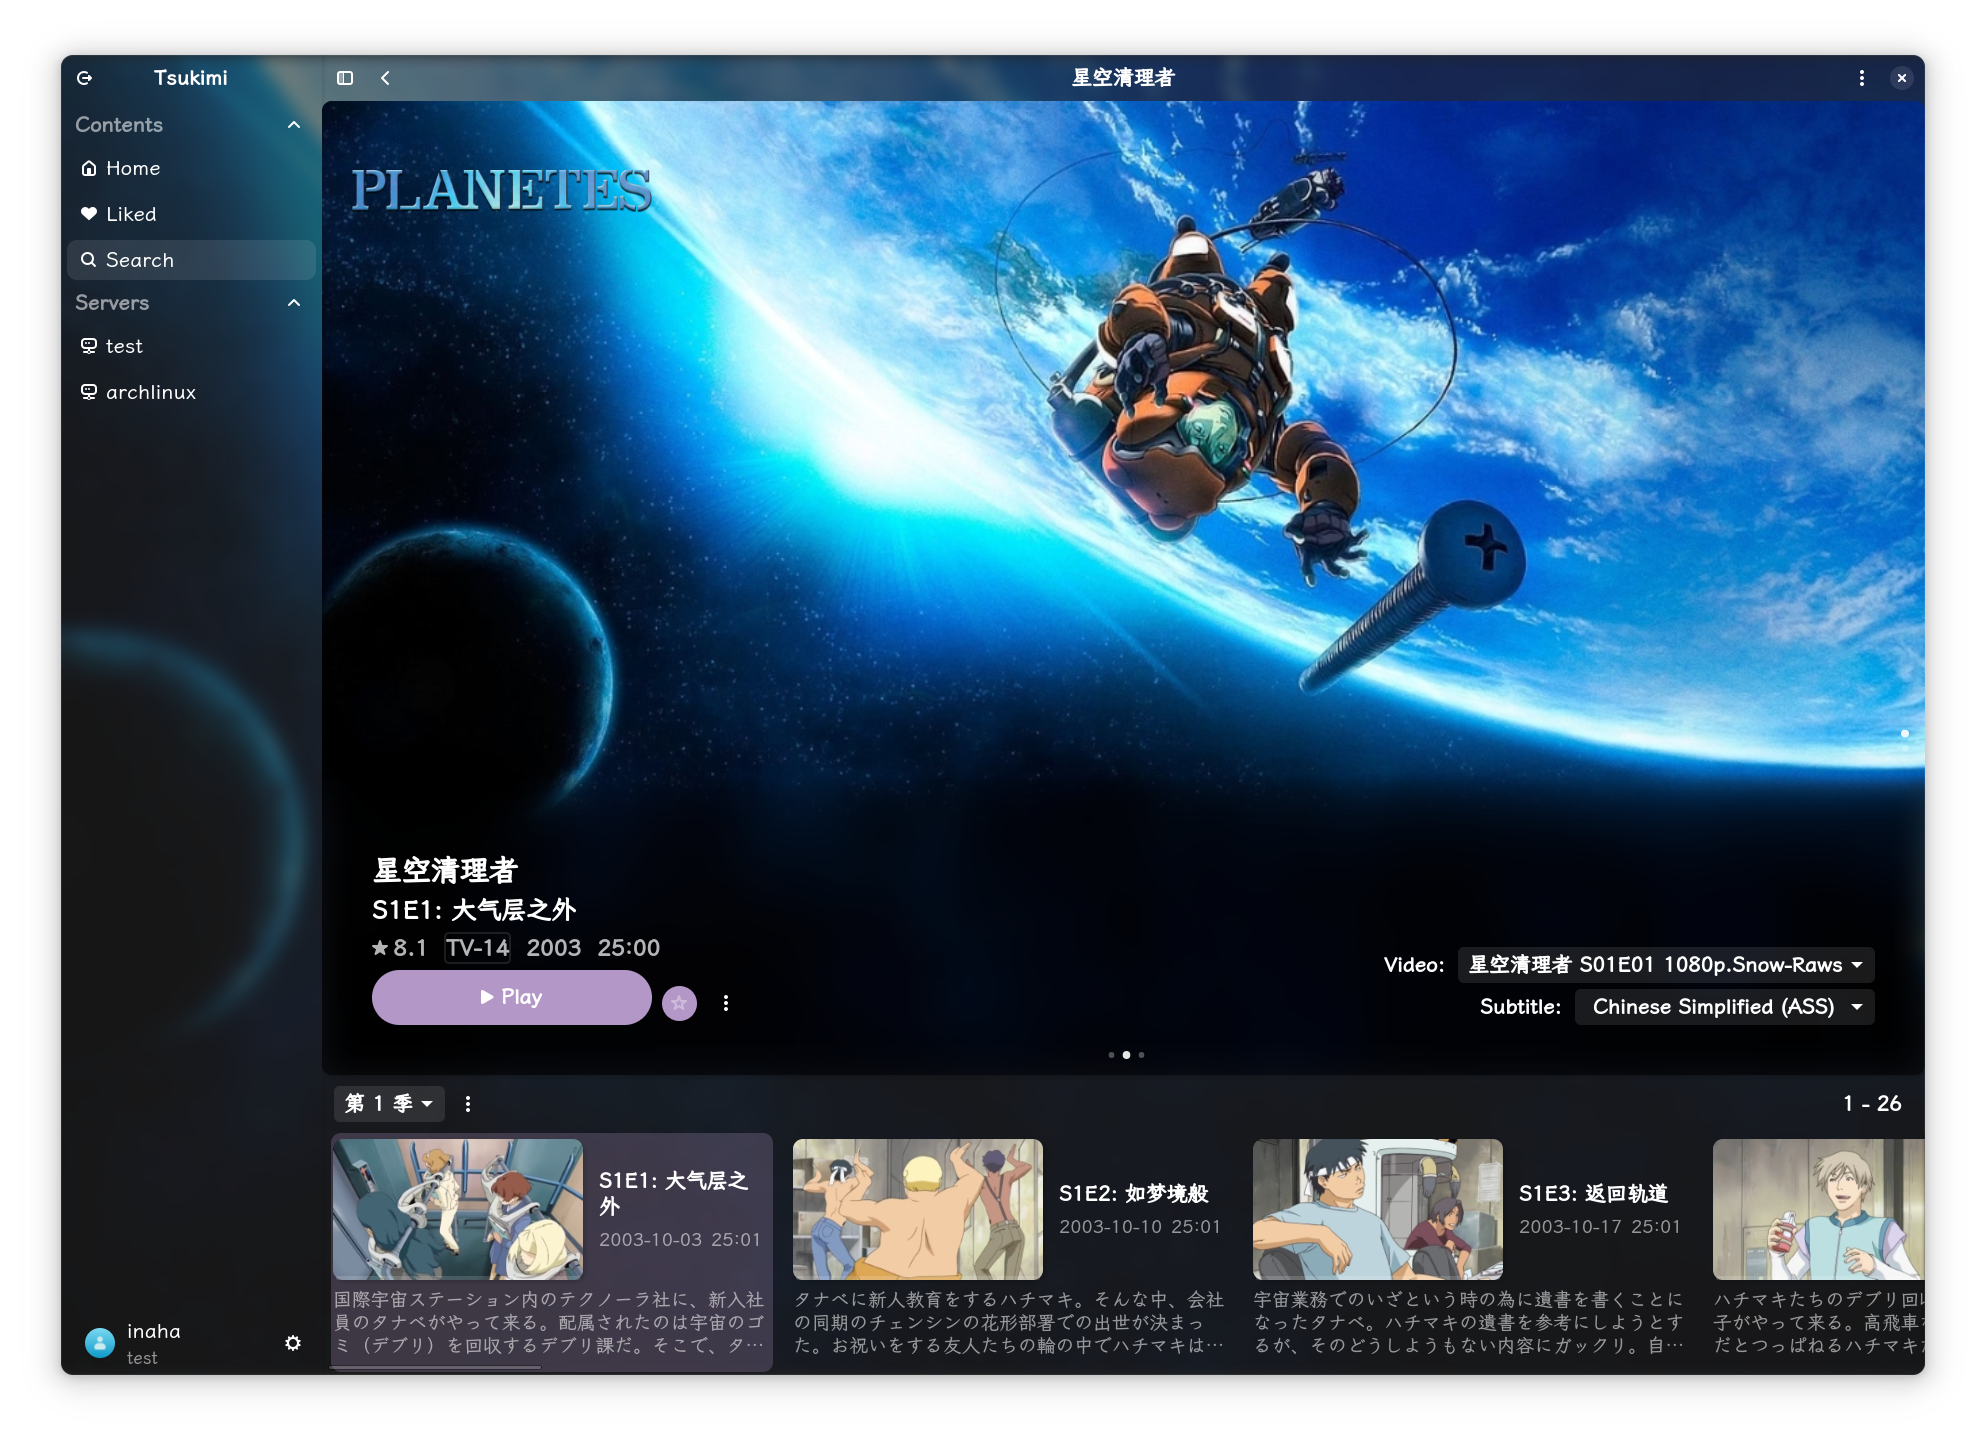 Tsukimi
星空清理者
Contents
Home
Liked
Search
Servers
test
archlinux
PLANETES
星空清理者
S1E1: 大气层之外
8.1 TV-14 2003 25:00
Play
Video: 星空清理者 S01E01 1080p.Snow-Raws
Subtitle: Chinese Simplified (ASS)
第 1 季
1 - 26
S1E1: 大气层之
外
2003-10-03 25:01
国際宇宙ステーション内のテクノーラ社に、新入社
員のタナベがやって来る。配属されたのは宇宙のゴ
ミ（デブリ）を回収するデブリ課だ。そこで、タ…
S1E2: 如梦境般
2003-10-10 25:01
タナベに新人教育をするハチマキ。そんな中、会社
の同期のチェンシンの花形部署での出世が決まっ
た。お祝いをする友人たちの輪の中でハチマキは…
S1E3: 返回轨道
2003-10-17 25:01
宇宙業務でのいざという時の為に遺書を書くことに
なったタナベ。ハチマキの遺書を参考にしようとす
るが、そのどうしようもない内容にガックリ。自…
ハチマキたちのデブリ回
子がやって来る。高飛車
だとつっぱねるハチマキ
inaha
test